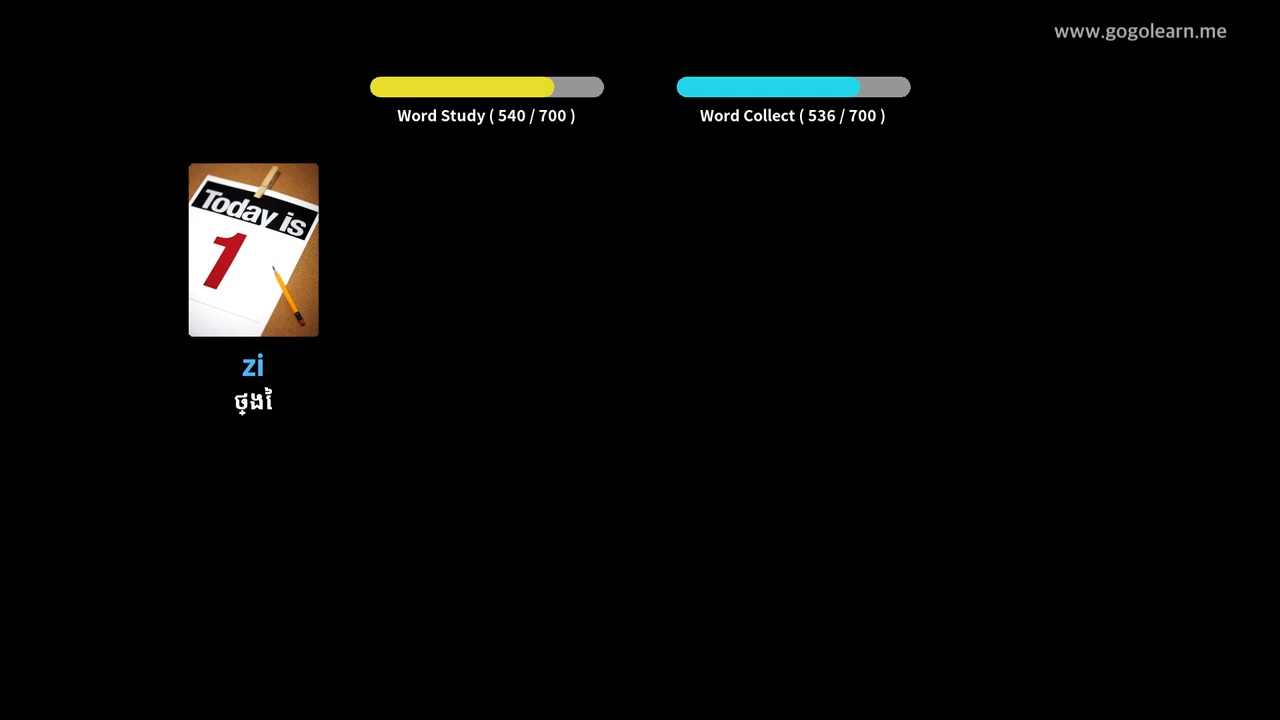 www.gogolearn.me
Word Study ( 540 / 700 )
Word Collect ( 536 / 700 )
Today is
1
zi
ថ្ងៃ